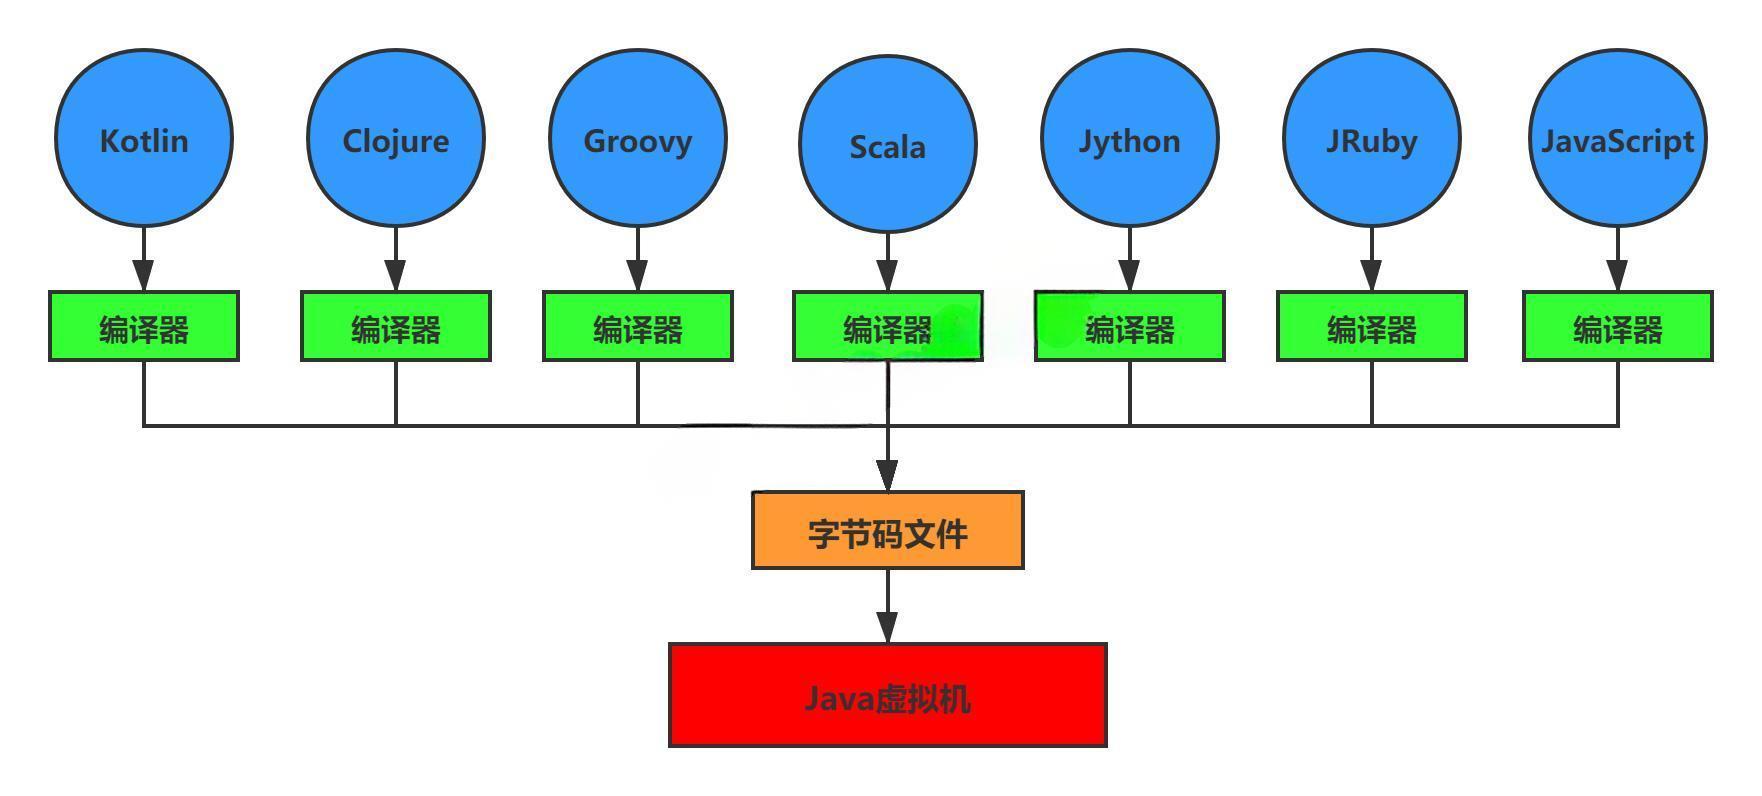 Kotlin
Clojure
Groovy
Scala
Jython
JRuby
JavaScript
编译器
编译器
编译器
编译器
编译器
编译器
编译器
字节码文件
Java虚拟机